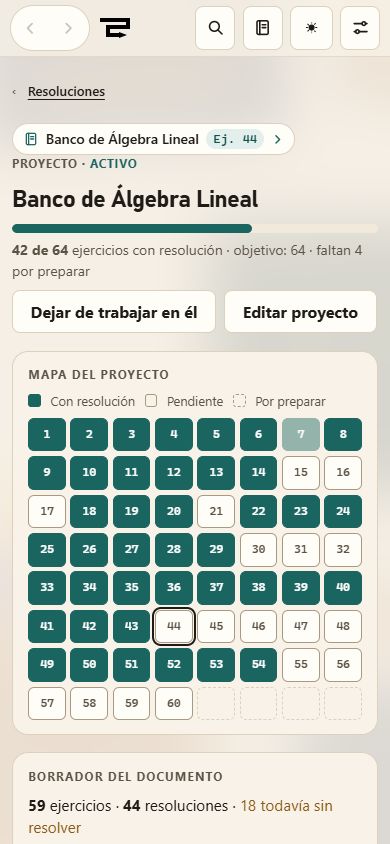 Resoluciones
Banco de Álgebra Lineal Ej. 44
PROYECTO · ACTIVO
Banco de Álgebra Lineal
42 de 64 ejercicios con resolución · objetivo: 64 · faltan 4
por preparar
Dejar de trabajar en él Editar proyecto
MAPA DEL PROYECTO
Con resolución Pendiente Por preparar
1 2 3 4 5 6 7 8
9 10 11 12 13 14 15 16
17 18 19 20 21 22 23 24
25 26 27 28 29 30 31 32
33 34 35 36 37 38 39 40
41 42 43 44 45 46 47 48
49 50 51 52 53 54 55 56
57 58 59 60
BORRADOR DEL DOCUMENTO
59 ejercicios · 44 resoluciones · 18 todavía sin
resolver